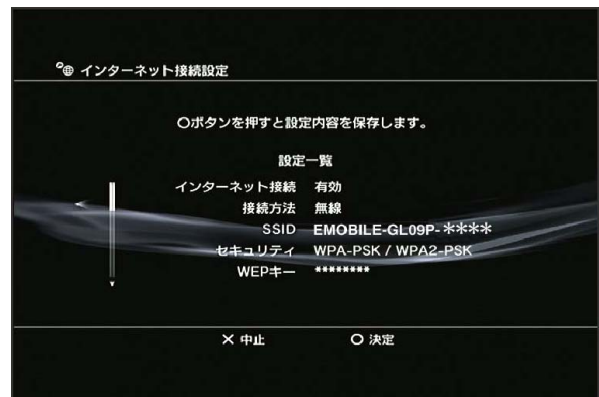 インターネット接続設定
○ボタンを押すと設定内容を保存します。
設定一覧
インターネット接続 有効
接続方法 無線
SSID EMOBILE-GL09P-＊＊＊＊
セキュリティ WPA-PSK / WPA2-PSK
WEPキー ********
✕ 中止 ○ 決定